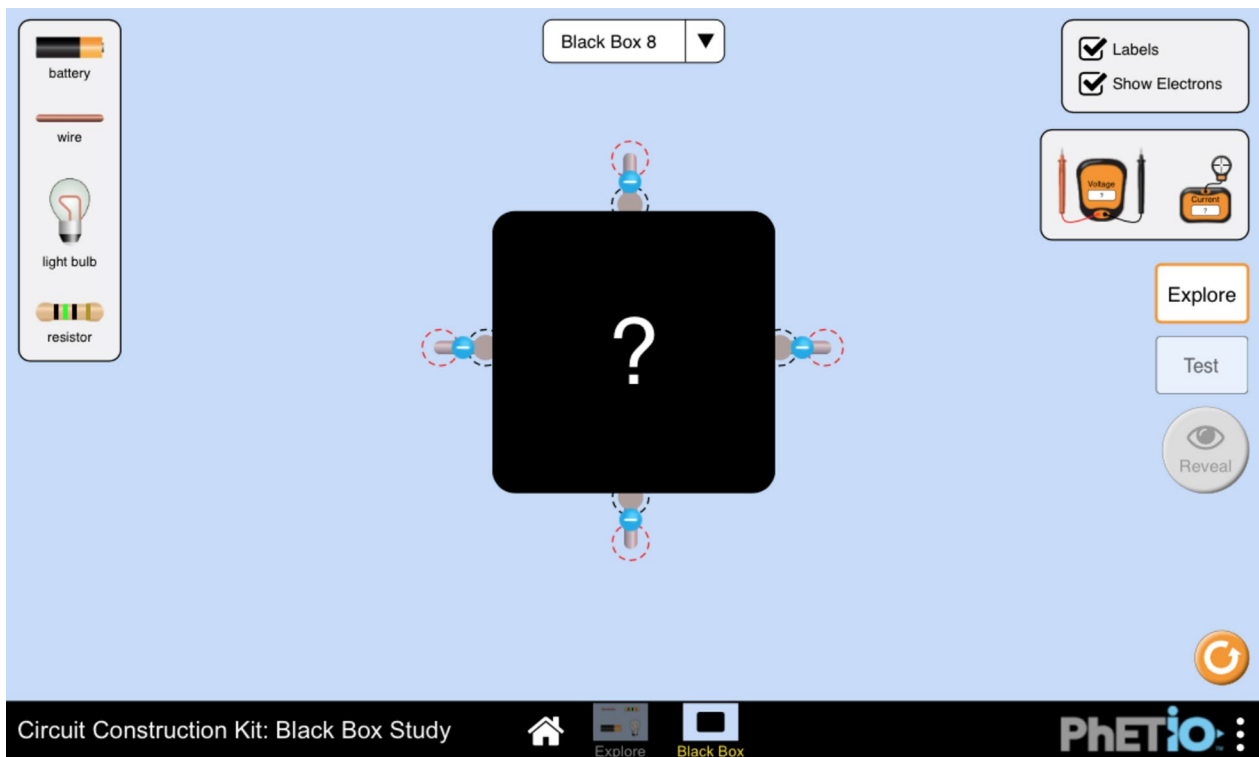 Black Box 8
Labels
Show Electrons
battery
wire
light bulb
resistor
Voltage
?
Current
?
?
Explore
Test
Reveal
Circuit Construction Kit: Black Box Study
Explore
Black Box
PhETiO